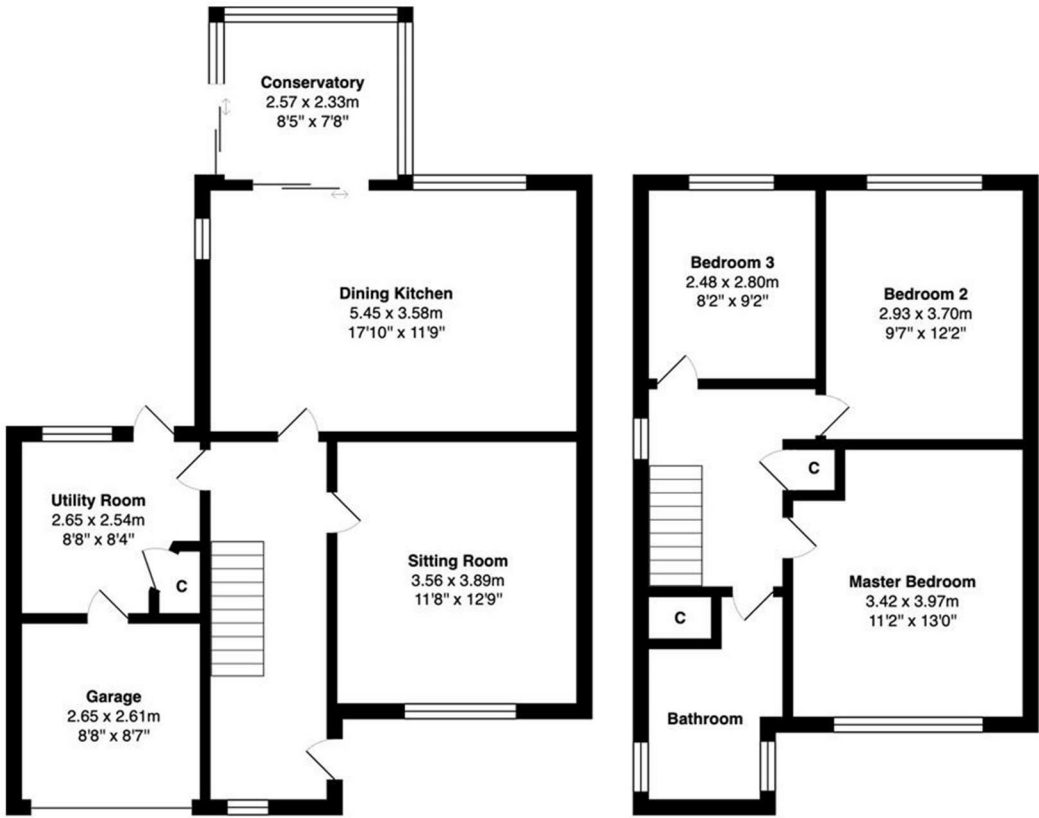 Conservatory
2.57 x 2.33m
8'5" x 7'8"
Dining Kitchen
5.45 x 3.58m
17'10" x 11'9"
Utility Room
2.65 x 2.54m
8'8" x 8'4"
C
Sitting Room
3.56 x 3.89m
11'8" x 12'9"
Garage
2.65 x 2.61m
8'8" x 8'7"
Bedroom 3
2.48 x 2.80m
8'2" x 9'2"
Bedroom 2
2.93 x 3.70m
9'7" x 12'2"
C
Master Bedroom
3.42 x 3.97m
11'2" x 13'0"
C
Bathroom